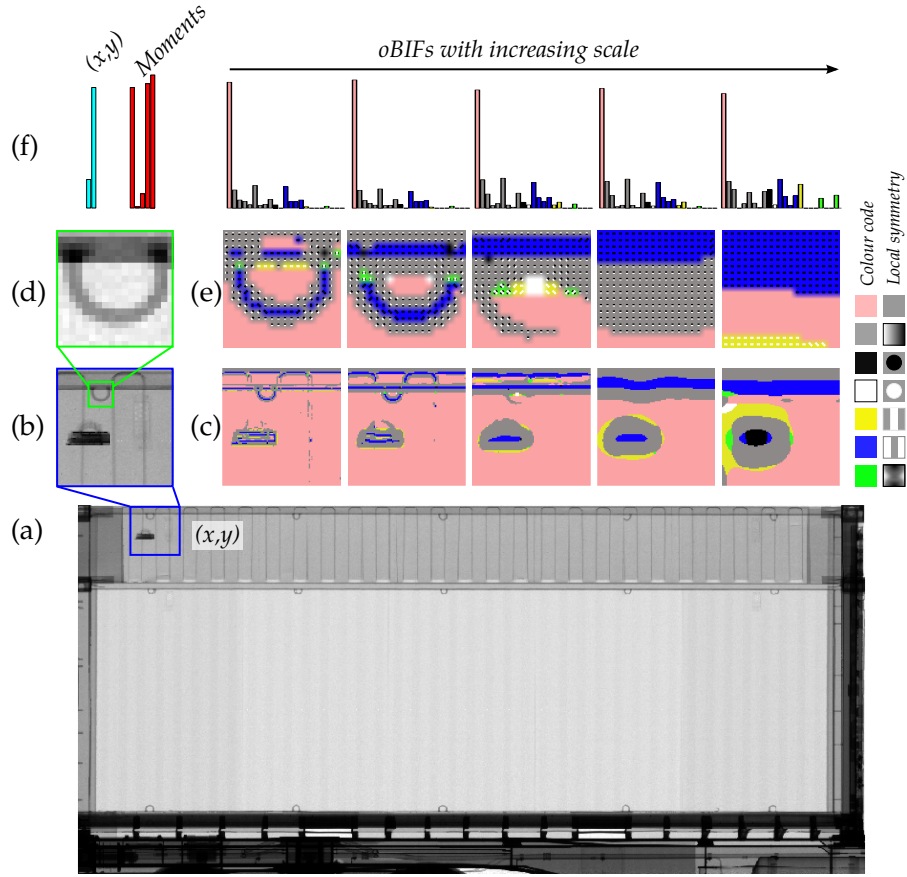 (x,y)
Moments
oBIFs with increasing scale
(f)
(d)
(e)
Colour code
Local symmetry
(b)
(c)
(a)
(x,y)